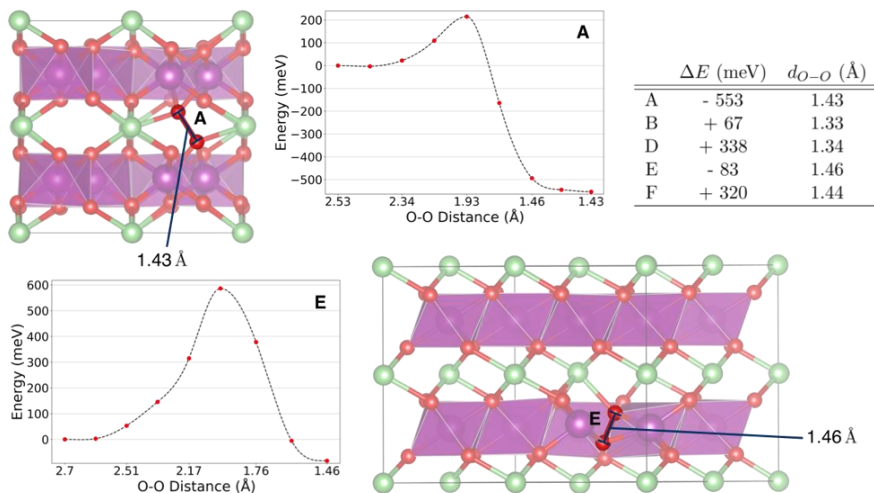 A
1.43 Å
A
200
100
0
−100
−200
−300
−400
−500
Energy (meV)
2.53
2.34
1.93
1.46
1.43
O-O Distance (Å)
ΔE (meV) d_{O−O} (Å)
A - 553 1.43
B + 67 1.33
D + 338 1.34
E - 83 1.46
F + 320 1.44
E
600
500
400
300
200
100
0
Energy (meV)
2.7
2.51
2.17
1.76
1.46
O-O Distance (Å)
E
1.46 Å